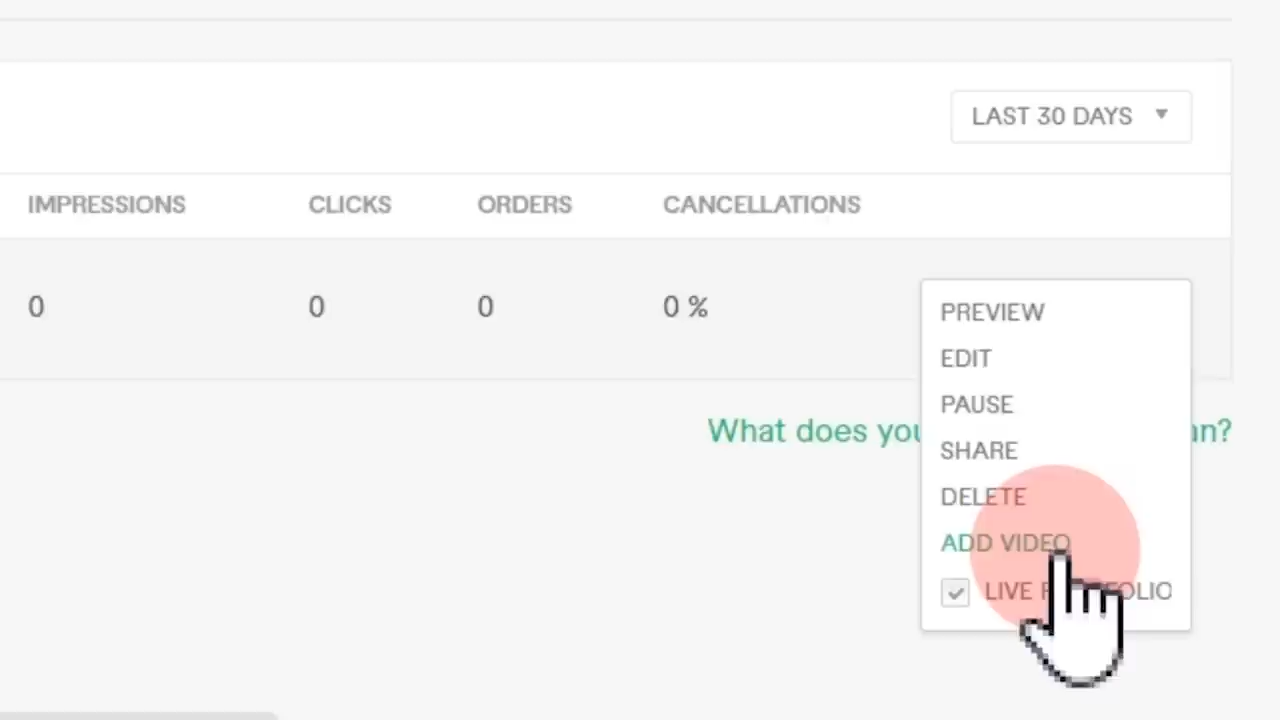 LAST 30 DAYS
IMPRESSIONS CLICKS ORDERS CANCELLATIONS
0 0 0 0 %
PREVIEW
EDIT
PAUSE
What does an?
SHARE
DELETE
ADD VIDEO
LIVE